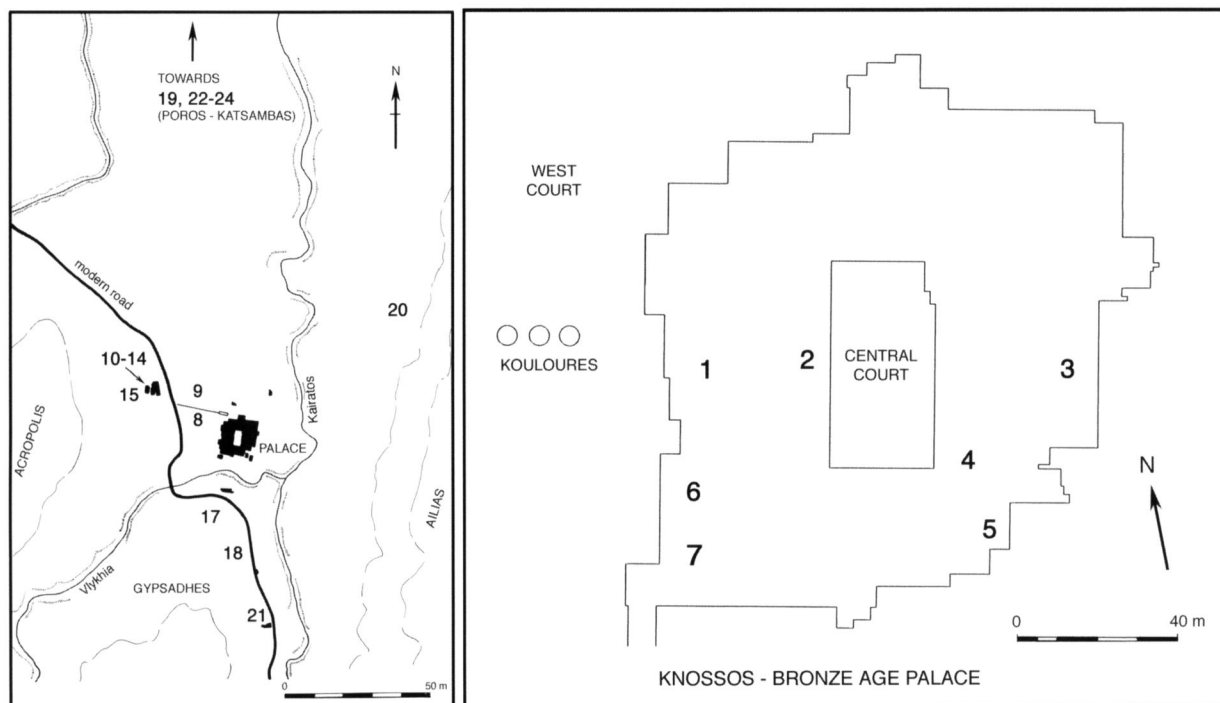 TOWARDS
19, 22-24
(POROS - KATSAMBAS)
N
modern road
20
10-14
15
9
8
Kairatos
PALACE
ACROPOLIS
AILIAS
17
18
Vlykhia
GYPSADHES
21
0 50 m
WEST
COURT
KOULOURES
1
2
CENTRAL
COURT
3
4
N
6
5
7
0 40 m
KNOSSOS - BRONZE AGE PALACE